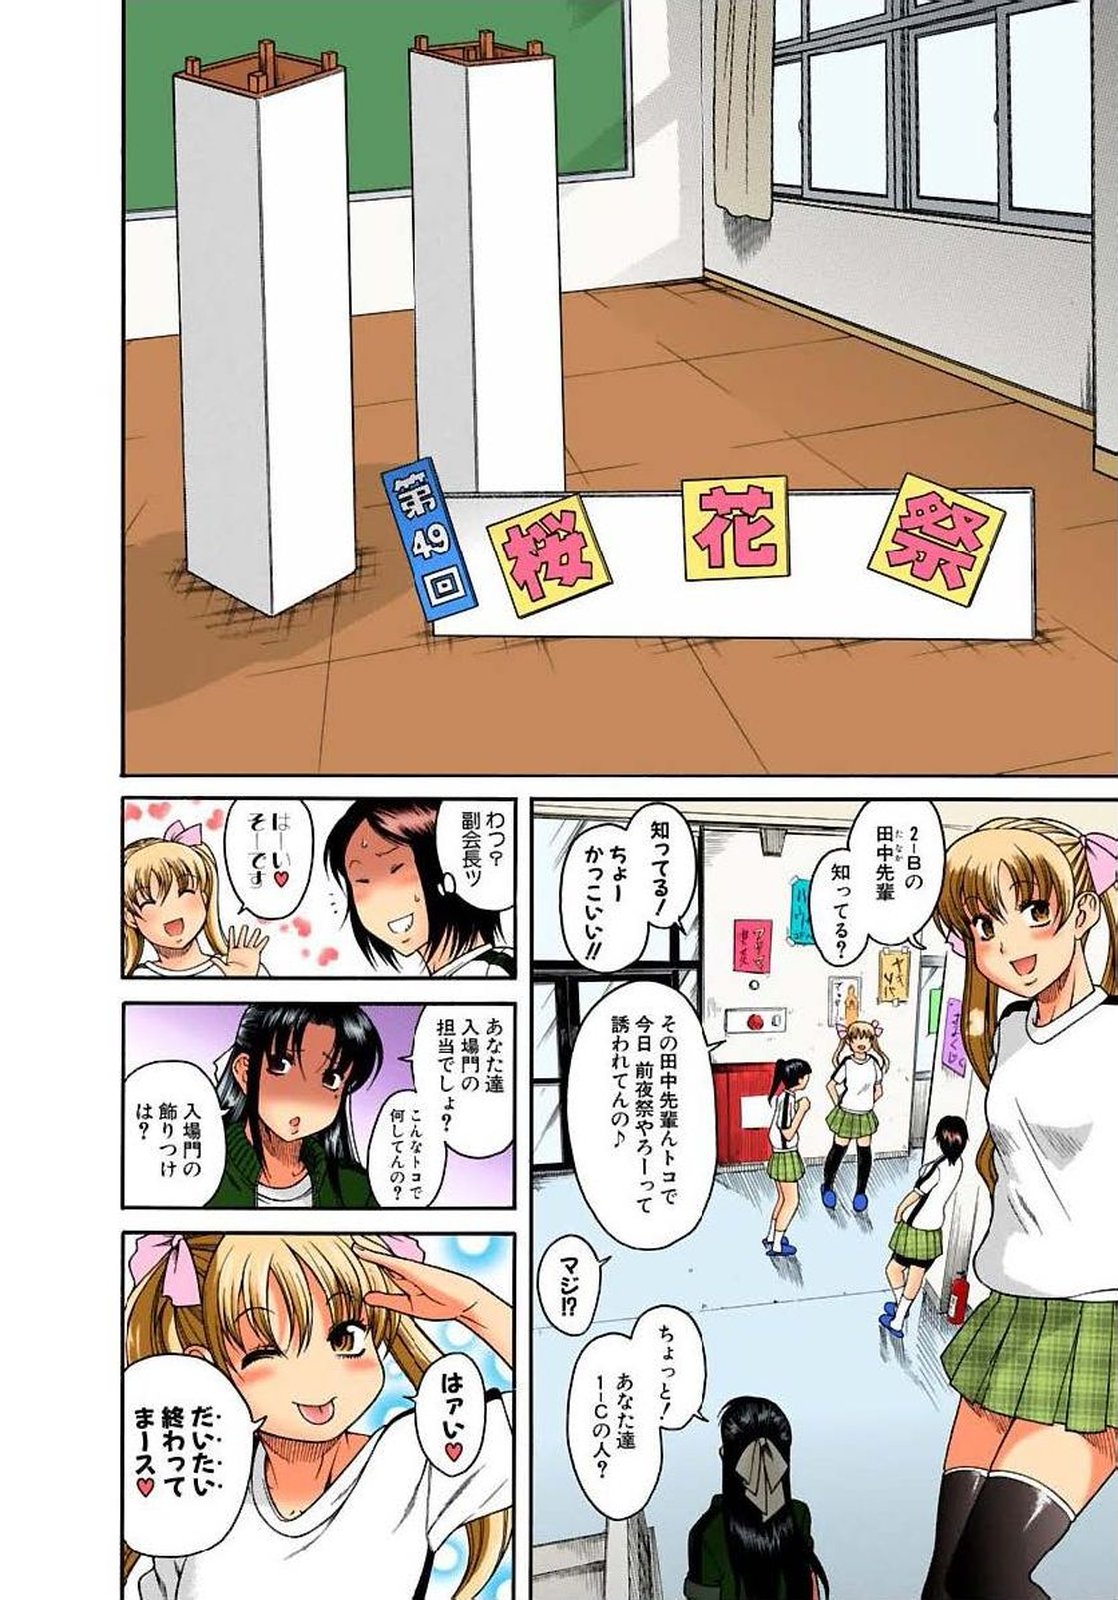 第49回
桜
花
祭
2-Bの
田中先輩
たなか
知ってる?
知ってる!
ちょー
かっこいい!!
その田中先輩んトコで
今日 前夜祭やろーって
誘われてんの♪
マジ!?
ちょっと!
あなた達
1-Cの人?
わっ?
副会長ッ
はーい♥
そーです
あなた達
入場門の
担当でしょ?
こんなトコで
何してんの?
入場門の
飾りつけ
は?
はァい♥
だいたい
終わって
まース♥